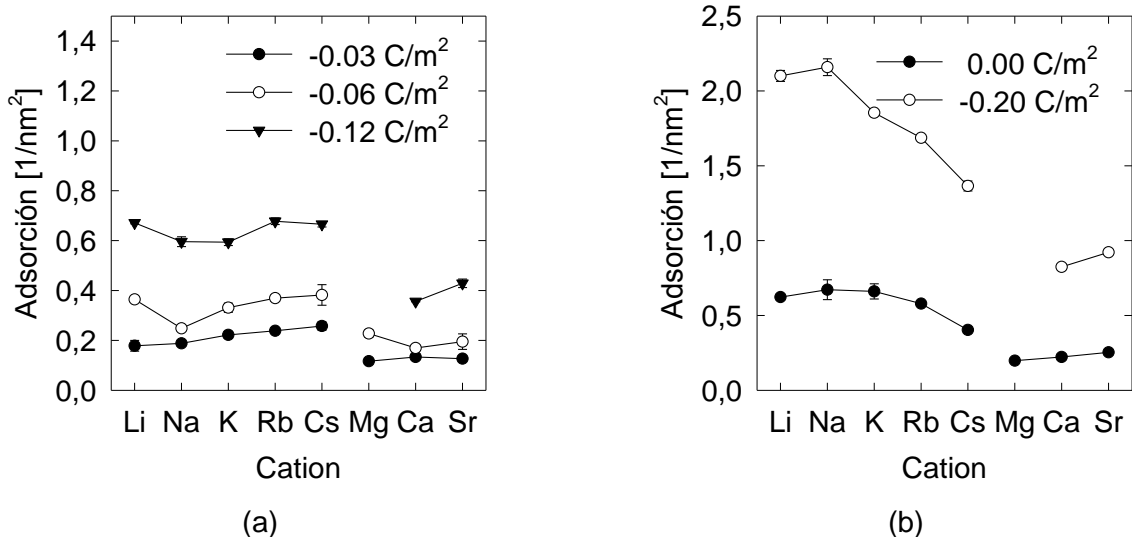 1,4
1,2
1,0
0,8
0,6
0,4
0,2
0,0
Adsorción [1/nm²]
-0.03 C/m²
-0.06 C/m²
-0.12 C/m²
Li Na K Rb Cs Mg Ca Sr
Cation
(a)
2,5
2,0
1,5
1,0
0,5
0,0
Adsorción [1/nm²]
0.00 C/m²
-0.20 C/m²
Li Na K Rb Cs Mg Ca Sr
Cation
(b)